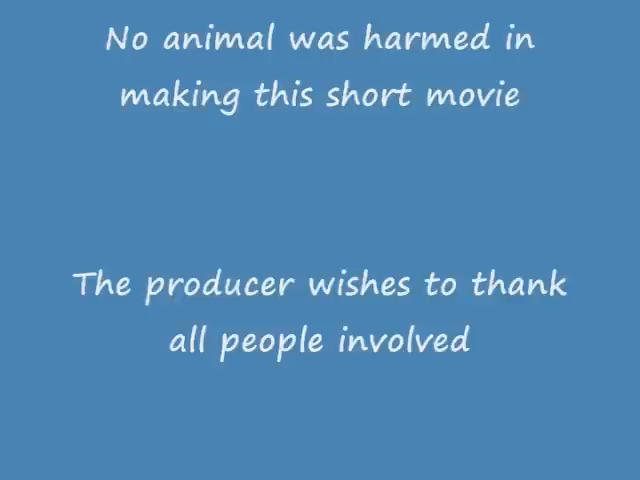 No animal was harmed in
making this short movie
The producer wishes to thank
all people involved